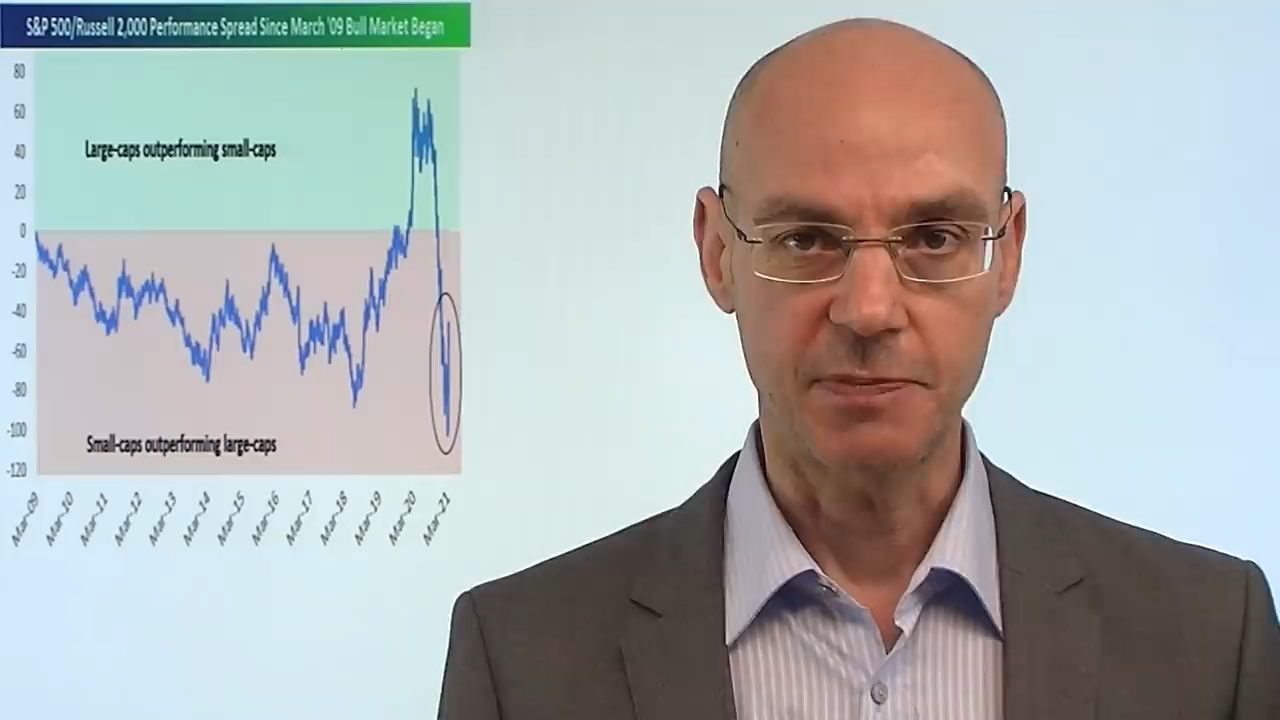 S&P 500/Russell 2,000 Performance Spread Since March '09 Bull Market Began
80
60
40
20
0
-20
-40
-60
-80
-100
-120
Large-caps outperforming small-caps
Small-caps outperforming large-caps
Mar-09
Mar-10
Mar-11
Mar-12
Mar-13
Mar-14
Mar-15
Mar-16
Mar-17
Mar-18
Mar-19
Mar-20
Mar-21